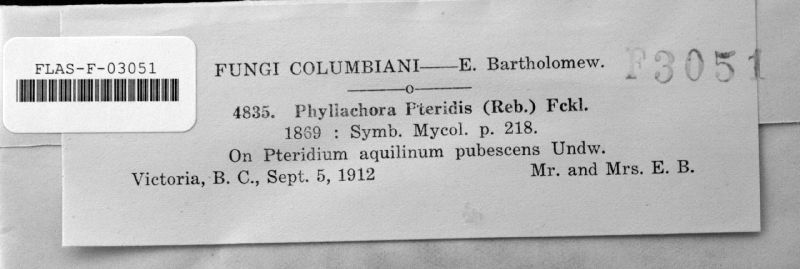 FLAS-F-03051
FUNGI COLUMBIANI——E. Bartholomew.
F3051
4835. Phyllachora Pteridis (Reb.) Fckl.
1869 : Symb. Mycol. p. 218.
On Pteridium aquilinum pubescens Undw.
Victoria, B. C., Sept. 5, 1912 Mr. and Mrs. E. B.